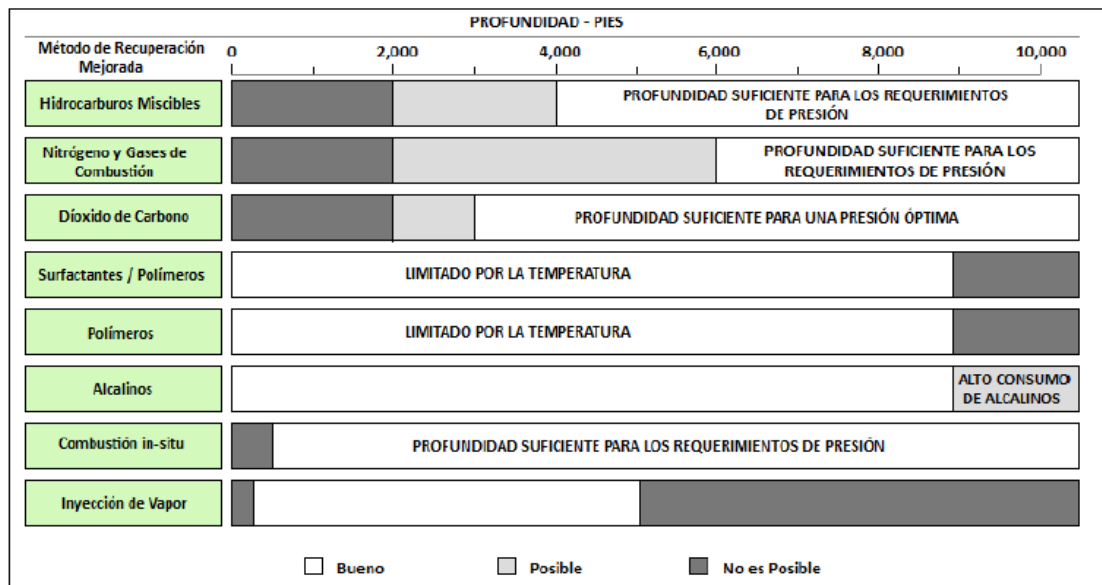 PROFUNDIDAD - PIES
Método de Recuperación
Mejorada
0 2,000 4,000 6,000 8,000 10,000
Hidrocarburos Miscibles
PROFUNDIDAD SUFICIENTE PARA LOS REQUERIMIENTOS
DE PRESIÓN
Nitrógeno y Gases de
Combustión
PROFUNDIDAD SUFICIENTE PARA LOS
REQUERIMIENTOS DE PRESIÓN
Díoxido de Carbono
PROFUNDIDAD SUFICIENTE PARA UNA PRESIÓN ÓPTIMA
Surfactantes / Polímeros
LIMITADO POR LA TEMPERATURA
Polímeros
LIMITADO POR LA TEMPERATURA
Alcalinos
ALTO CONSUMO
DE ALCALINOS
Combustión in-situ
PROFUNDIDAD SUFICIENTE PARA LOS REQUERIMIENTOS DE PRESIÓN
Inyección de Vapor
Bueno Posible No es Posible